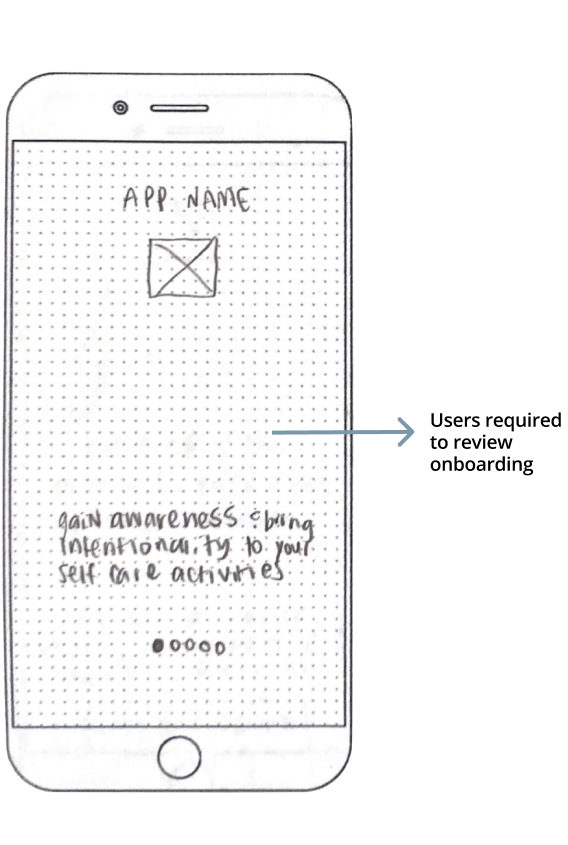 APP NAME
gain awareness & bring
intentionality to your
self care activities
Users required
to review
onboarding